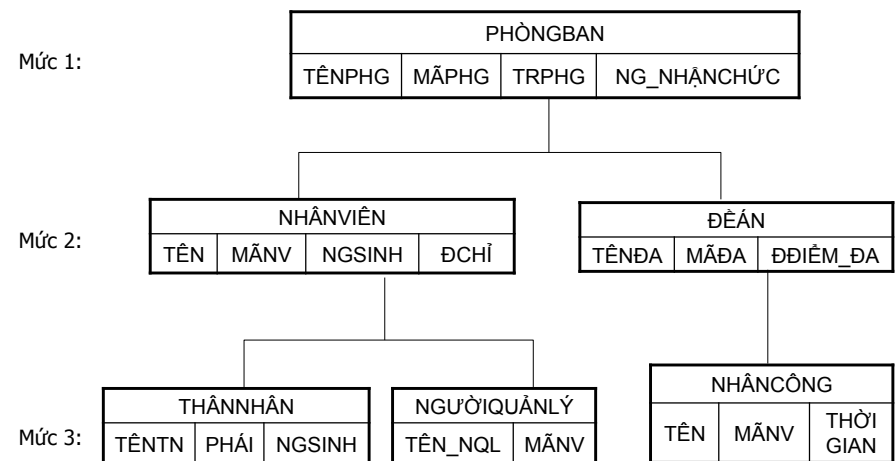 PHÒNGBAN
Mức 1:
TÊNPHG MÃPHG TRPHG NG_NHẬNCHỨC
NHÂNVIÊN ĐỀÁN
Mức 2:
TÊN MÃNV NGSINH ĐCHỈ TÊNĐA MÃĐA ĐĐIỂM_ĐA
THÂNNHÂN NGƯỜIQUẢNLÝ NHÂNCÔNG
Mức 3:
TÊNTN PHÁI NGSINH TÊN_NQL MÃNV TÊN MÃNV THỜI
GIAN